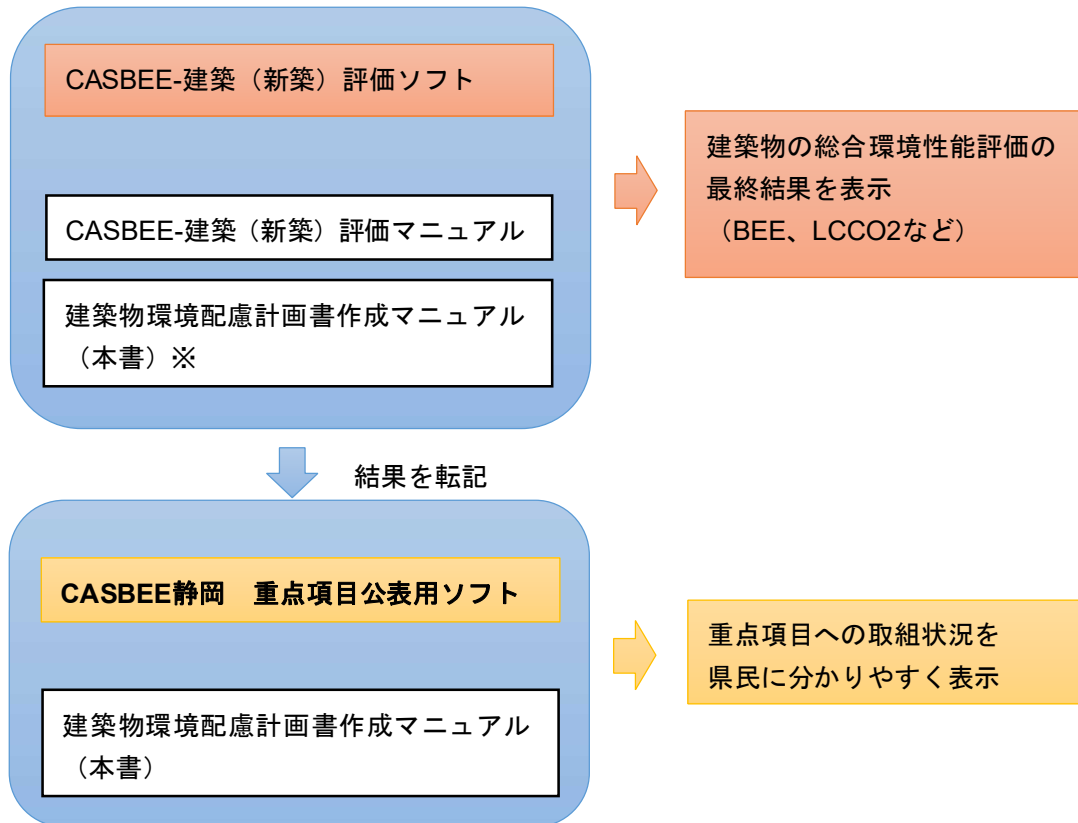 CASBEE-建築（新築）評価ソフト
建築物の総合環境性能評価の
最終結果を表示
（BEE、LCCO2など）
CASBEE-建築（新築）評価マニュアル
建築物環境配慮計画書作成マニュアル
（本書）※
結果を転記
CASBEE静岡　重点項目公表用ソフト
重点項目への取組状況を
県民に分かりやすく表示
建築物環境配慮計画書作成マニュアル
（本書）